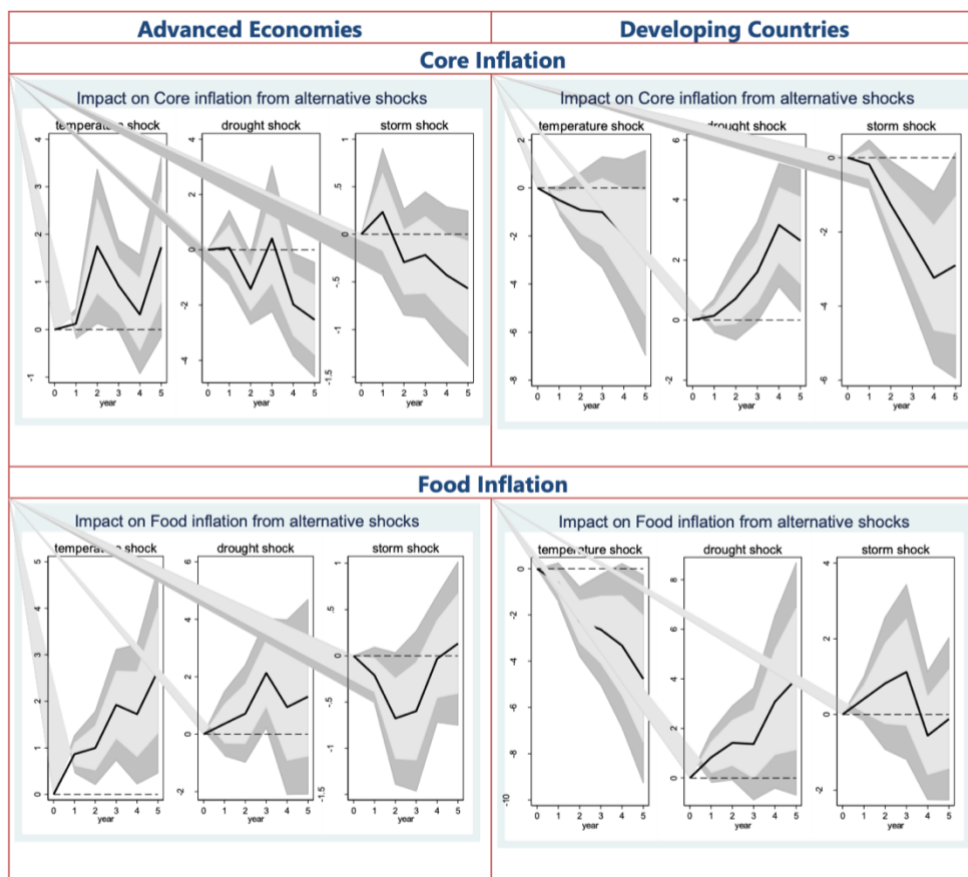 Advanced Economies
Developing Countries
Core Inflation
Impact on Core inflation from alternative shocks
temperature shock
drought shock
storm shock
4
3
2
1
0
-1
0 1 2 3 4 5
year
4
2
0
-2
-4
0 1 2 3 4 5
year
1
.5
0
-.5
-1
-1.5
0 1 2 3 4 5
year
Impact on Core inflation from alternative shocks
temperature shock
drought shock
storm shock
2
0
-2
-4
-6
-8
0 1 2 3 4 5
year
6
4
2
0
-2
0 1 2 3 4 5
year
0
-2
-4
-6
0 1 2 3 4 5
year
Food Inflation
Impact on Food inflation from alternative shocks
temperature shock
drought shock
storm shock
5
4
3
2
1
0
0 1 2 3 4 5
year
6
4
2
0
-2
0 1 2 3 4 5
year
1
.5
0
-.5
-1
-1.5
0 1 2 3 4 5
year
Impact on Food inflation from alternative shocks
temperature shock
drought shock
storm shock
0
-2
-4
-6
-8
-10
0 1 2 3 4 5
year
8
6
4
2
0
0 1 2 3 4 5
year
4
2
0
-2
0 1 2 3 4 5
year